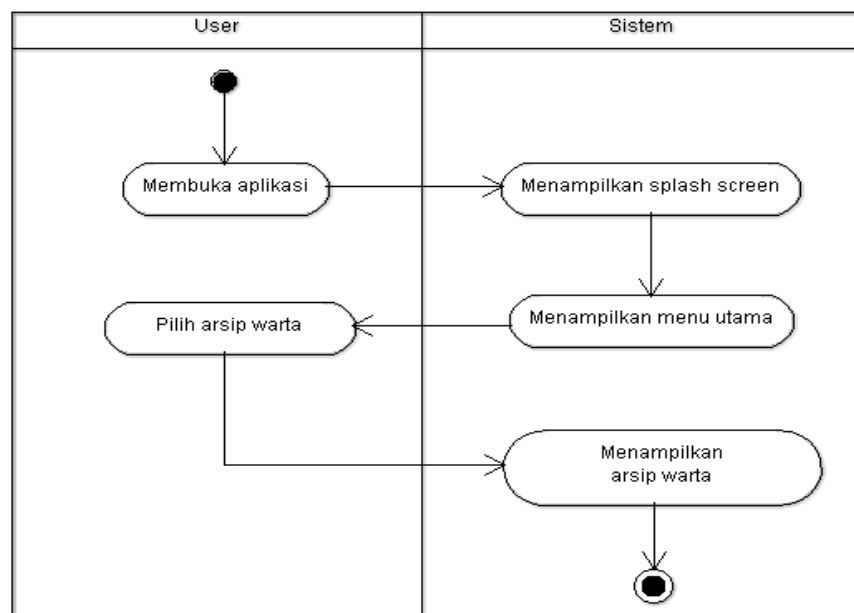 User
Sistem
Membuka aplikasi
Menampilkan splash screen
Menampilkan menu utama
Pilih arsip warta
Menampilkan
arsip warta